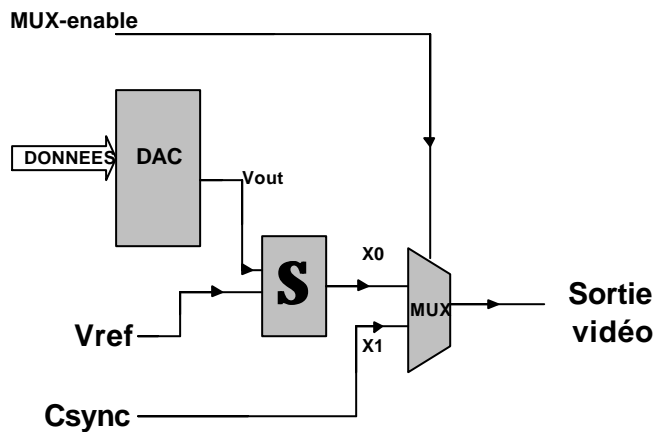 MUX-enable
DONNEES
DAC
Vout
S
X0
MUX
X1
Vref
Csync
Sortie
vidéo